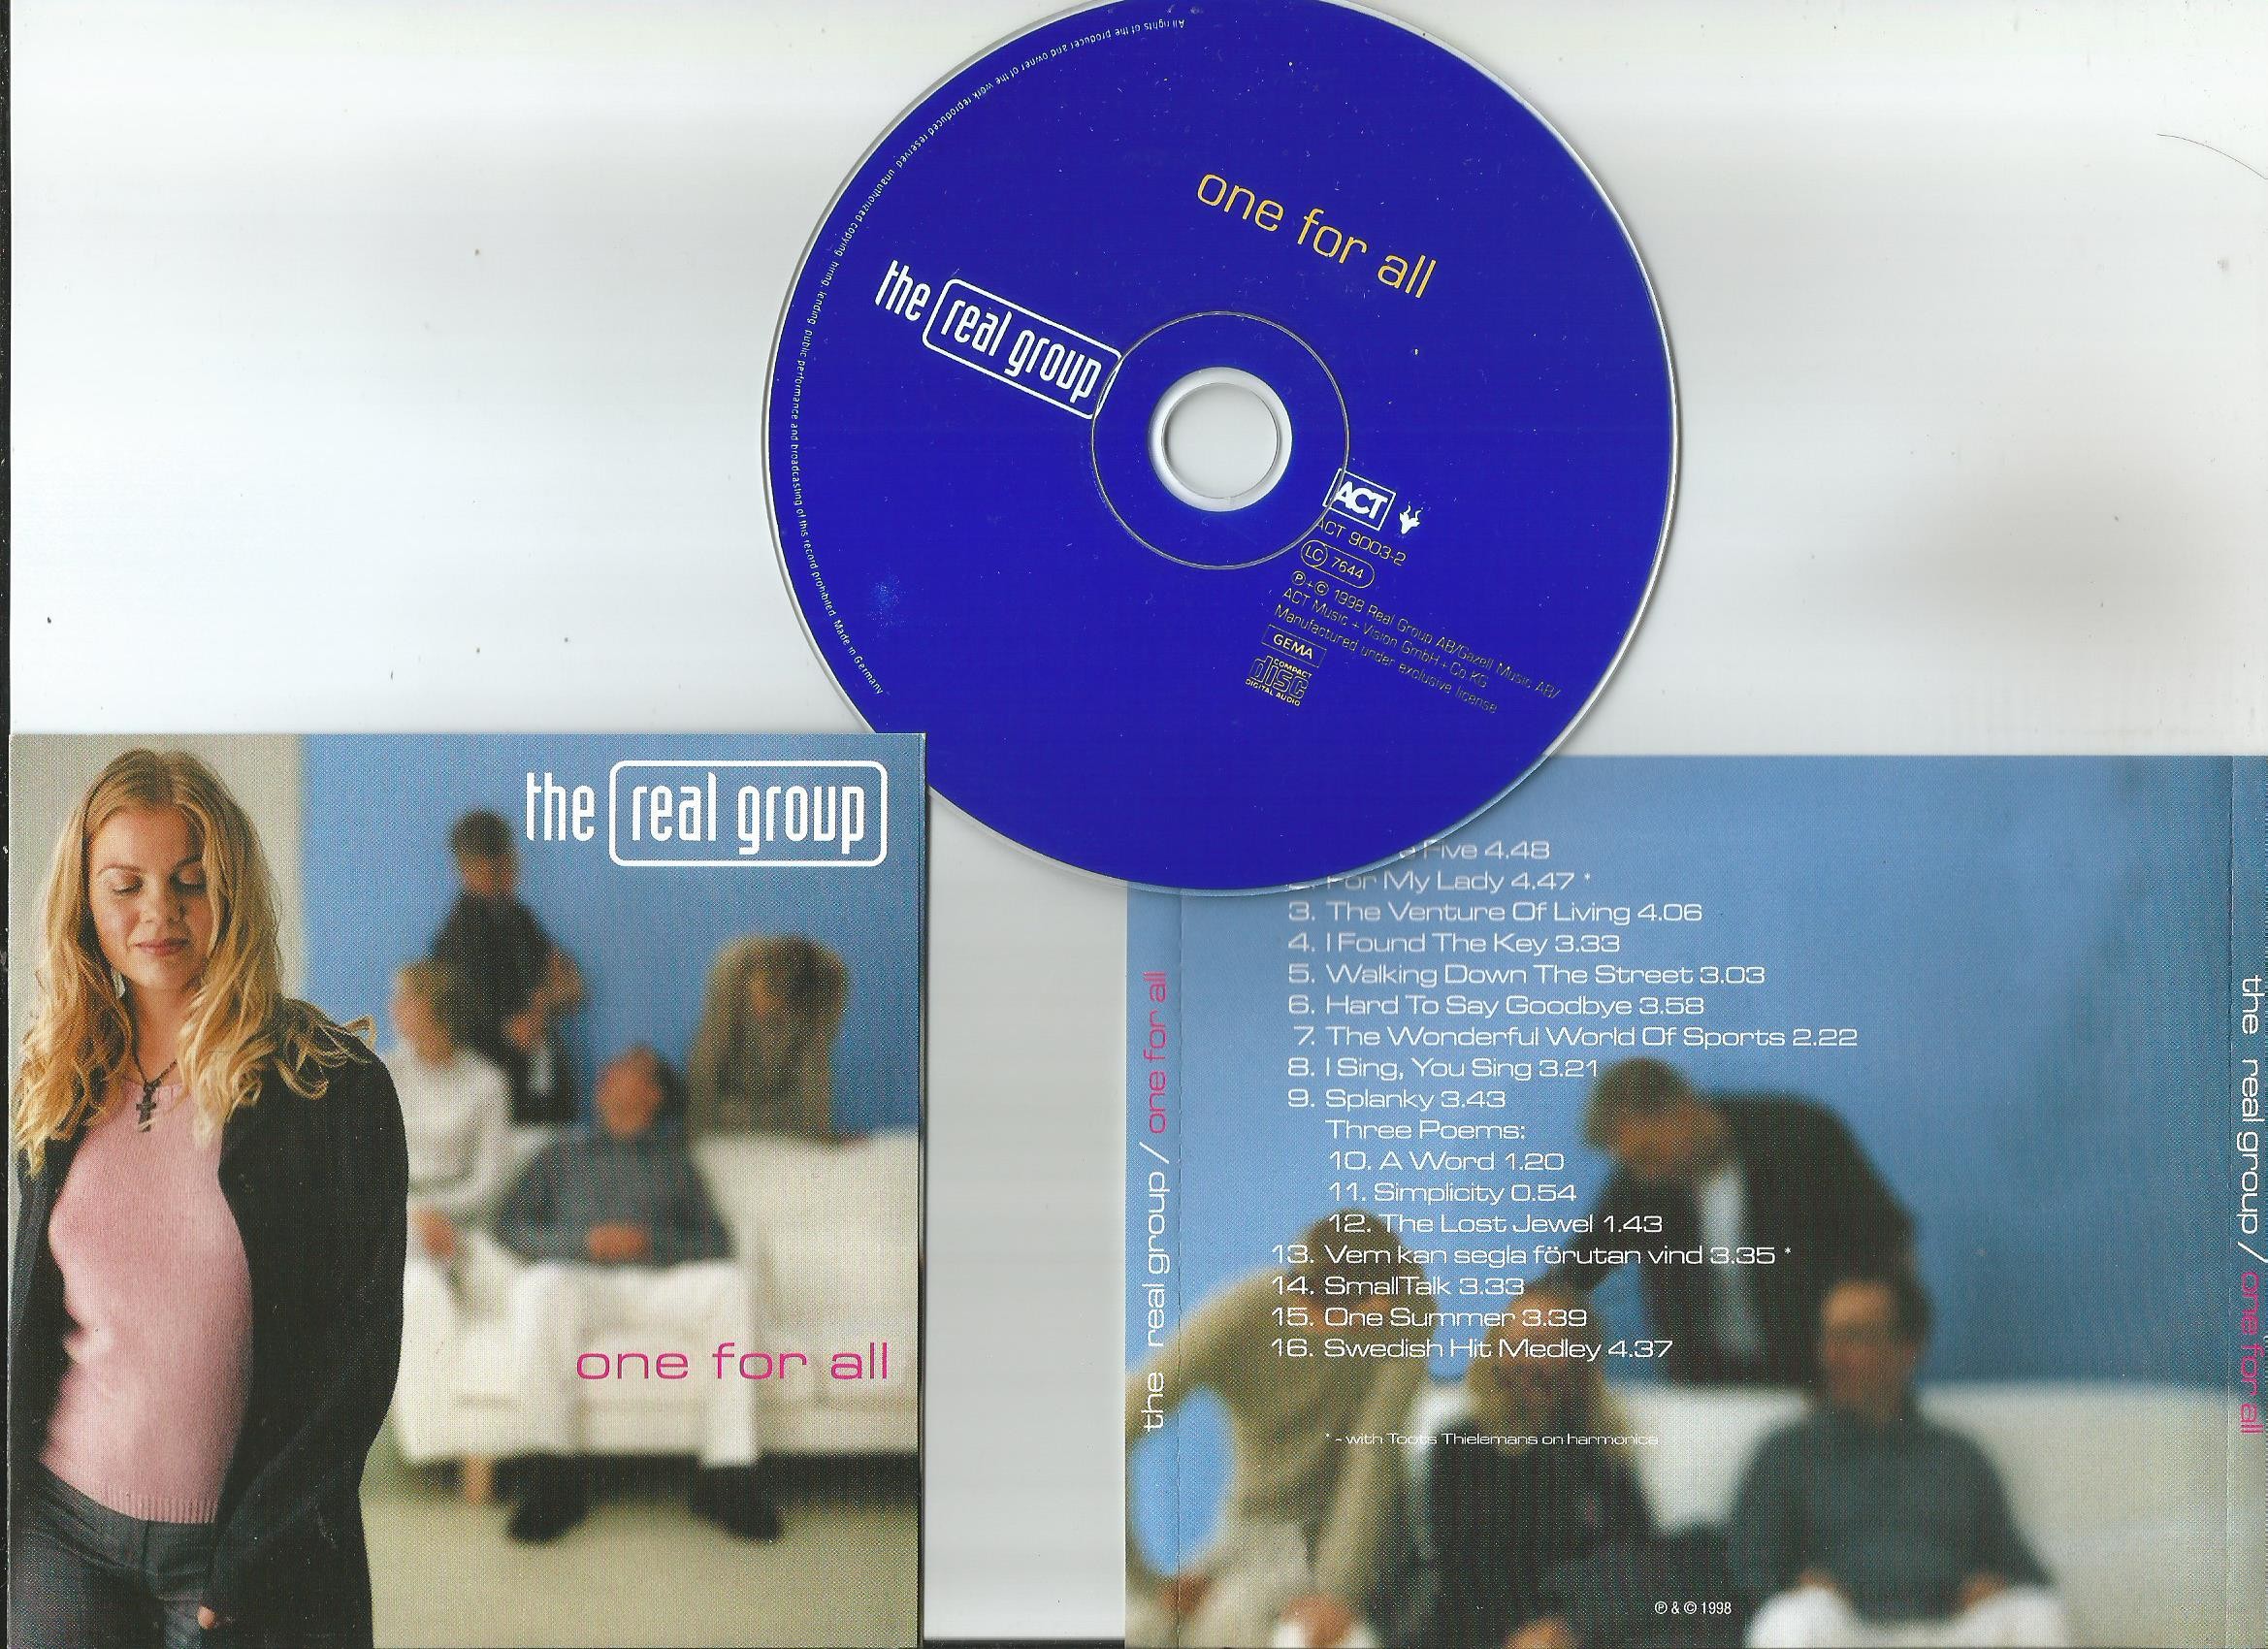 All rights of the producer and owner of the work reproduced reserved. unauthorized copying, hiring, lending, public performance and broadcasting of this record prohibited. Made in Germany
one for all
the real group
ACT
ACT 9003-2
LC 7644
℗+© 1998 Real Group AB/Gazell Music AB/
ACT Music + Vision GmbH + Co.KG
Manufactured under exclusive license
GEMA
COMPACT
disc
DIGITAL AUDIO
the real group
one for all
the real group / one for all
Five 4.48
For My Lady 4.47 *
3. The Venture Of Living 4.06
4. I Found The Key 3.33
5. Walking Down The Street 3.03
6. Hard To Say Goodbye 3.58
7. The Wonderful World Of Sports 2.22
8. I Sing, You Sing 3.21
9. Splanky 3.43
Three Poems:
10. A Word 1.20
11. Simplicity 0.54
12. The Lost Jewel 1.43
13. Vem kan segla förutan vind 3.35 *
14. SmallTalk 3.33
15. One Summer 3.39
16. Swedish Hit Medley 4.37
* - with Toots Thielemans on harmonica
℗ & © 1998
the real group / one for all